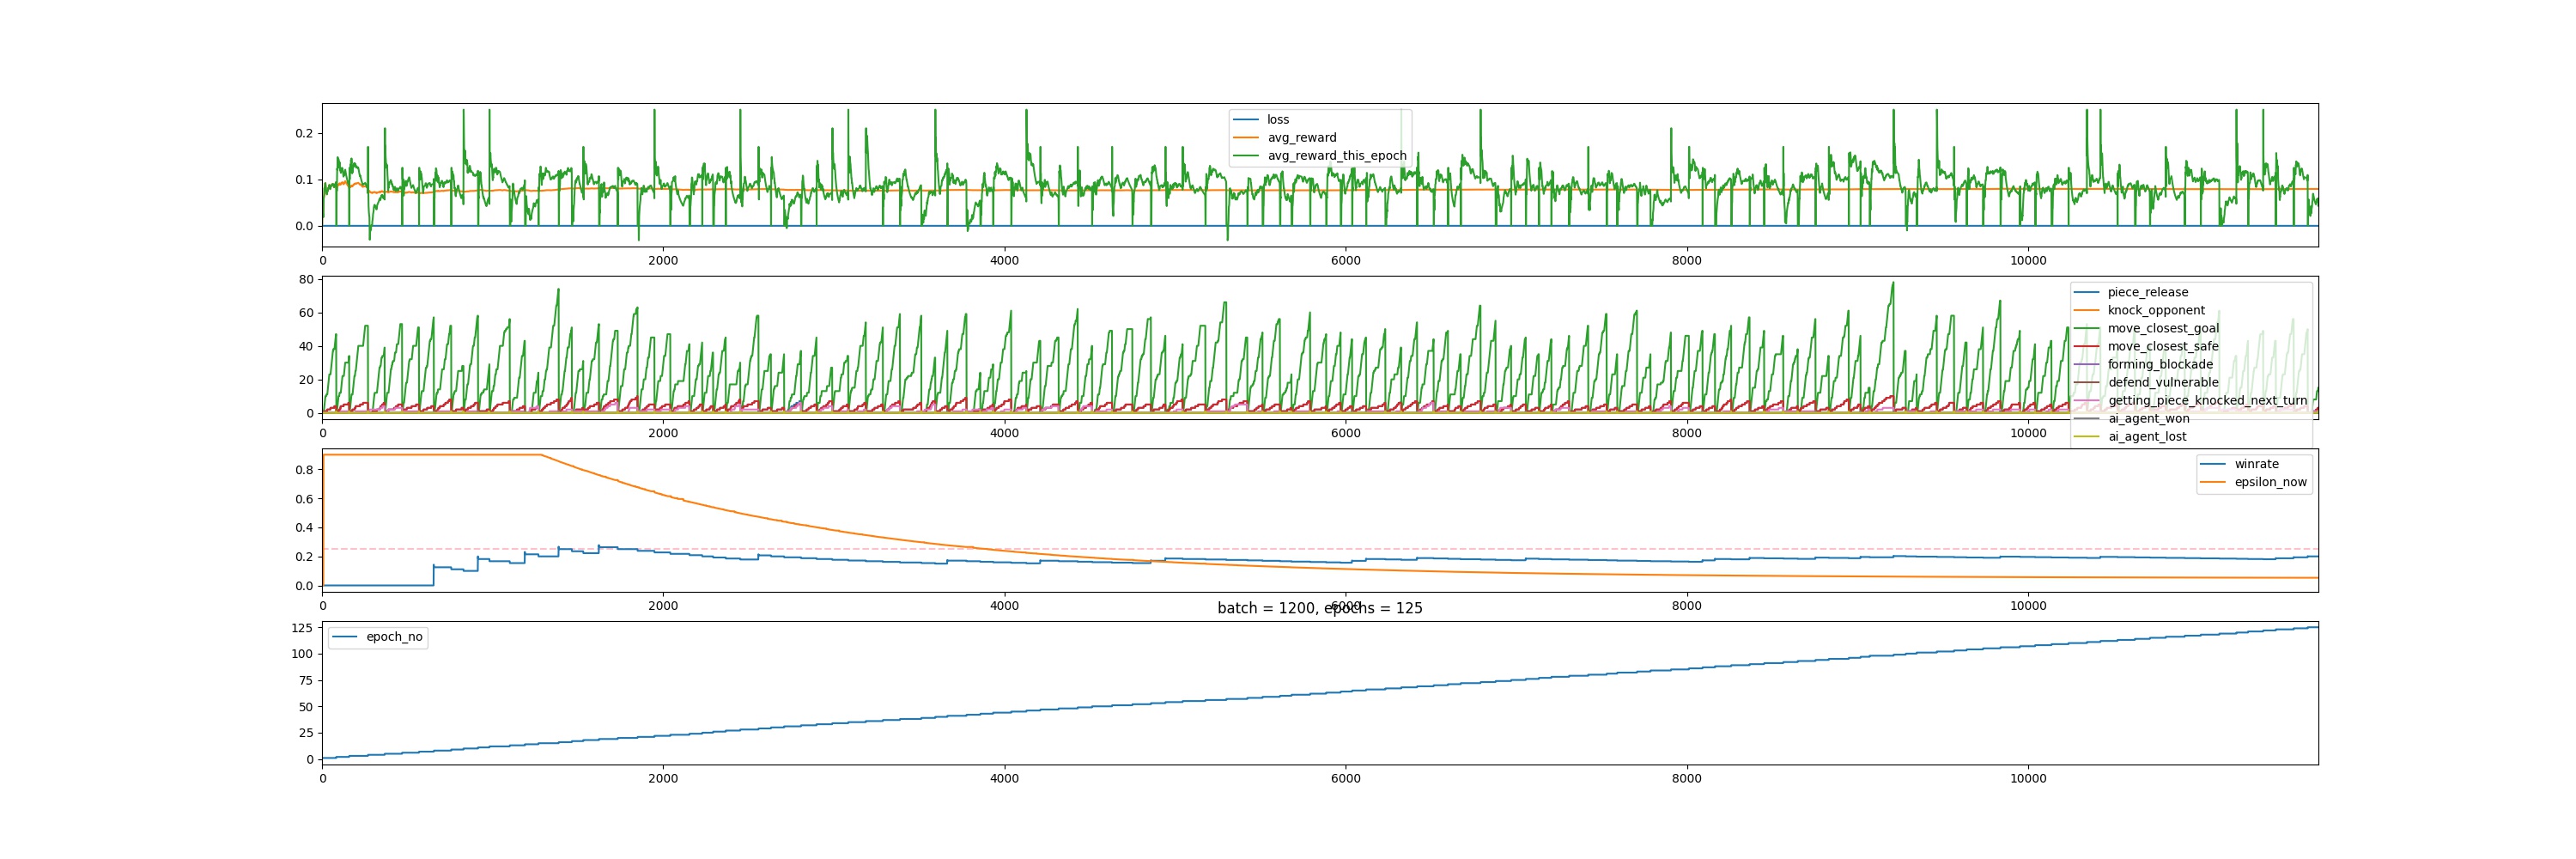 0.2
0.1
0.0
loss
avg_reward
avg_reward_this_epoch
0 2000 4000 6000 8000 10000
80
60
40
20
0
piece_release
knock_opponent
move_closest_goal
move_closest_safe
forming_blockade
defend_vulnerable
getting_piece_knocked_next_turn
ai_agent_won
ai_agent_lost
0 2000 4000 6000 8000 10000
0.8
0.6
0.4
0.2
0.0
winrate
epsilon_now
0 2000 4000 6000 8000 10000
batch = 1200, epochs = 125
125
100
75
50
25
0
epoch_no
0 2000 4000 6000 8000 10000